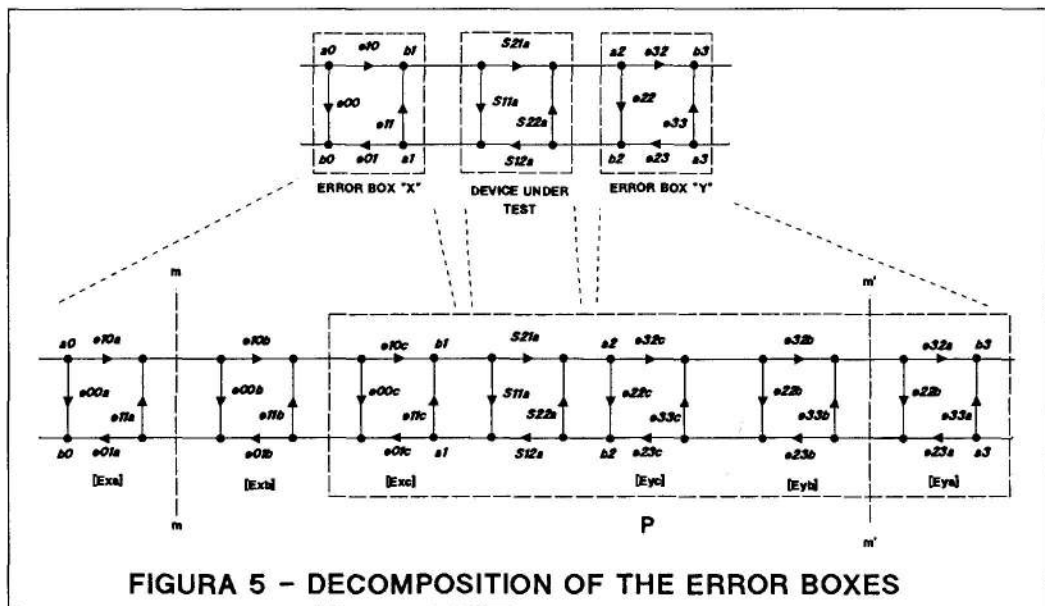 S21a
a0 e10 b1
a2 e32 b3
e00
S11a
e22
e11
S22a
e33
b0 e01 a1
S12a
b2 e23 a3
ERROR BOX "X"
DEVICE UNDER
TEST
ERROR BOX "Y"
m
m'
a0 e10a
e10b
e10c b1
S21a
a2 e32c
e32b
e32a b3
e00a
e00b
e00c
S11a
e22c
e22b
e22b
e11a
e11b
e11c
S22a
e33c
e33b
e33a
b0 e01a
e01b
e01c a1
S12a
b2 e23c
e23b
e23a a3
[Exa]
[Exb]
[Exc]
[Eyc]
[Eyb]
[Eya]
m
P
m'
FIGURA 5 - DECOMPOSITION OF THE ERROR BOXES